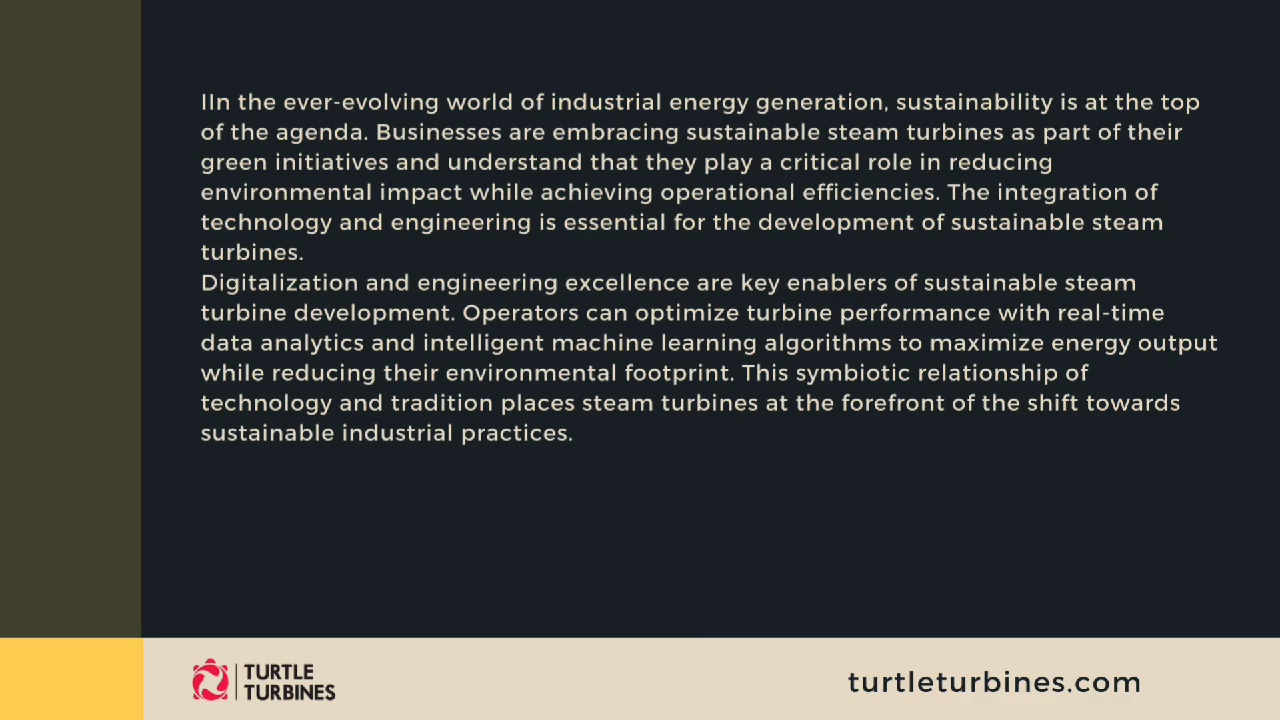 IIn the ever-evolving world of industrial energy generation, sustainability is at the top
of the agenda. Businesses are embracing sustainable steam turbines as part of their
green initiatives and understand that they play a critical role in reducing
environmental impact while achieving operational efficiencies. The integration of
technology and engineering is essential for the development of sustainable steam
turbines.
Digitalization and engineering excellence are key enablers of sustainable steam
turbine development. Operators can optimize turbine performance with real-time
data analytics and intelligent machine learning algorithms to maximize energy output
while reducing their environmental footprint. This symbiotic relationship of
technology and tradition places steam turbines at the forefront of the shift towards
sustainable industrial practices.
TURTLE
TURBINES
turtleturbines.com